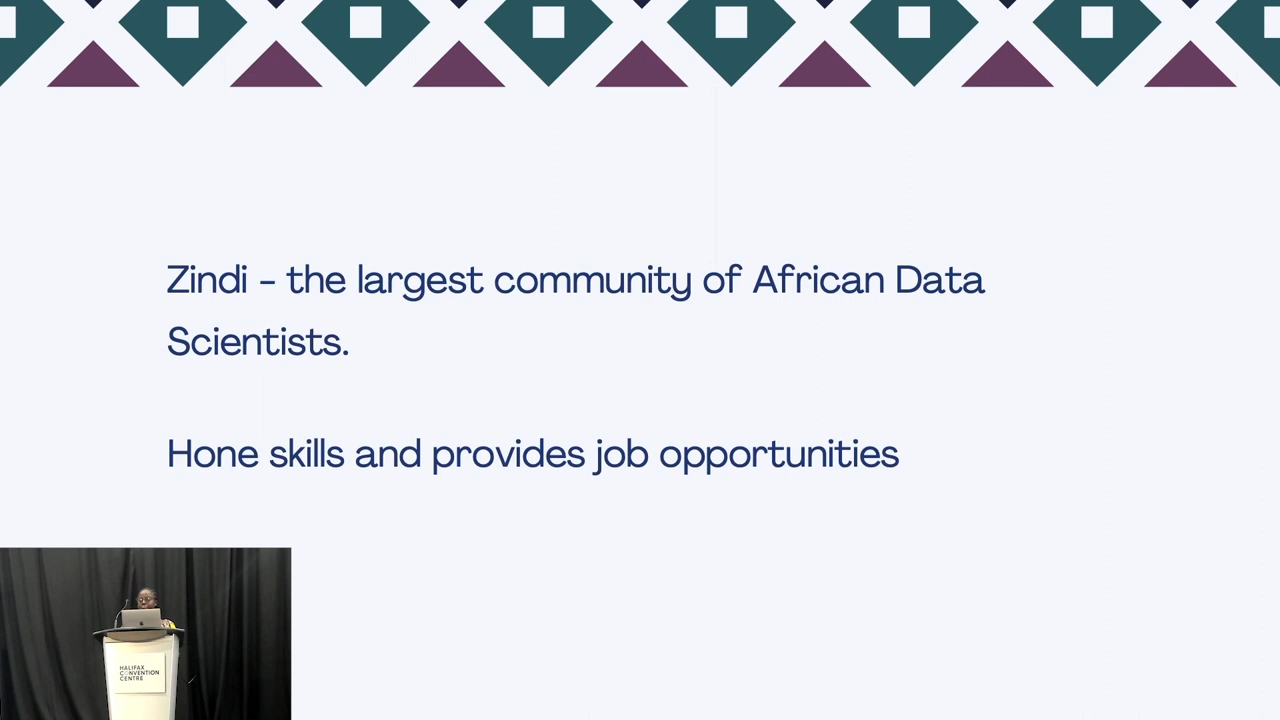 Zindi - the largest community of African Data
Scientists.
Hone skills and provides job opportunities
HALIFAX
CONVENTION
CENTRE